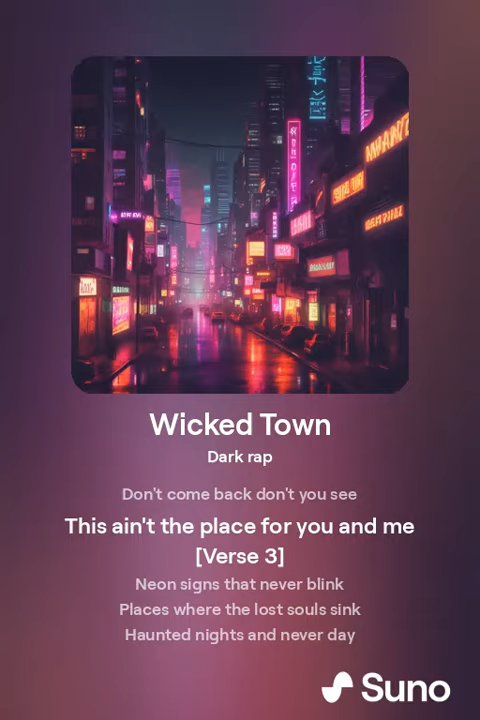 Wicked Town
Dark rap
Don't come back don't you see
This ain't the place for you and me
[Verse 3]
Neon signs that never blink
Places where the lost souls sink
Haunted nights and never day
Suno